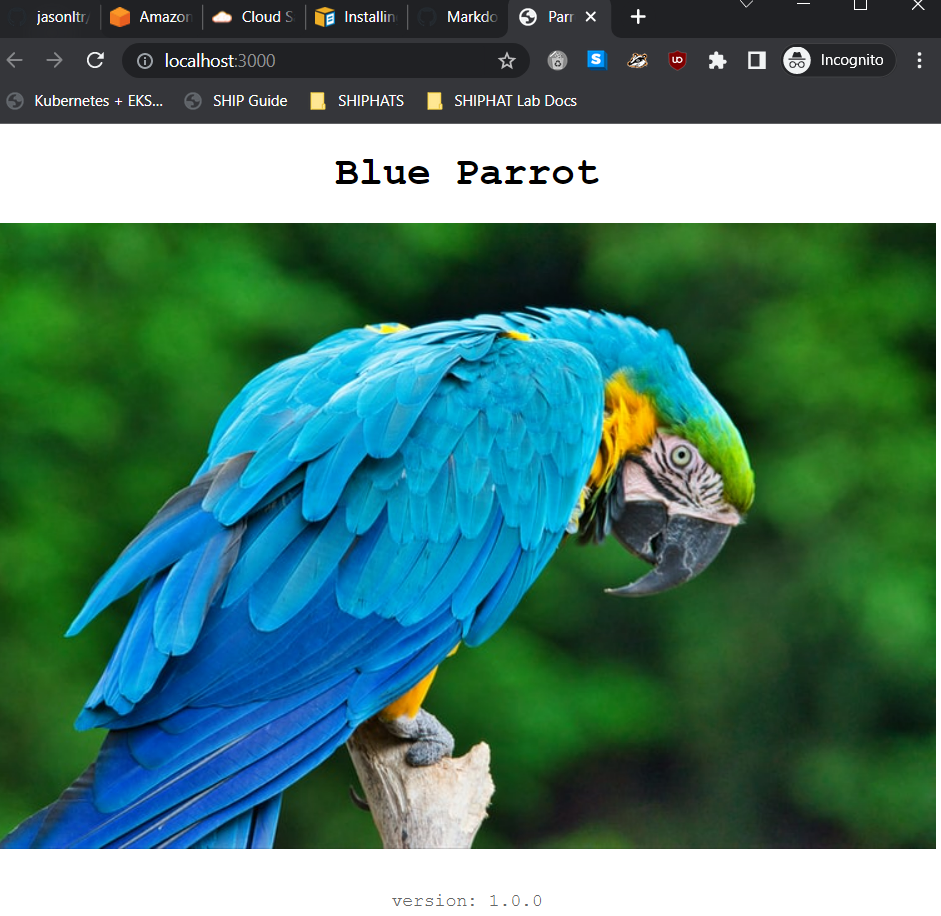 jasonltr Amazon Cloud S Installin Markdo Parr
localhost:3000 S UD Incognito
Kubernetes + EKS... SHIP Guide SHIPHATS SHIPHAT Lab Docs
Blue Parrot
version: 1.0.0